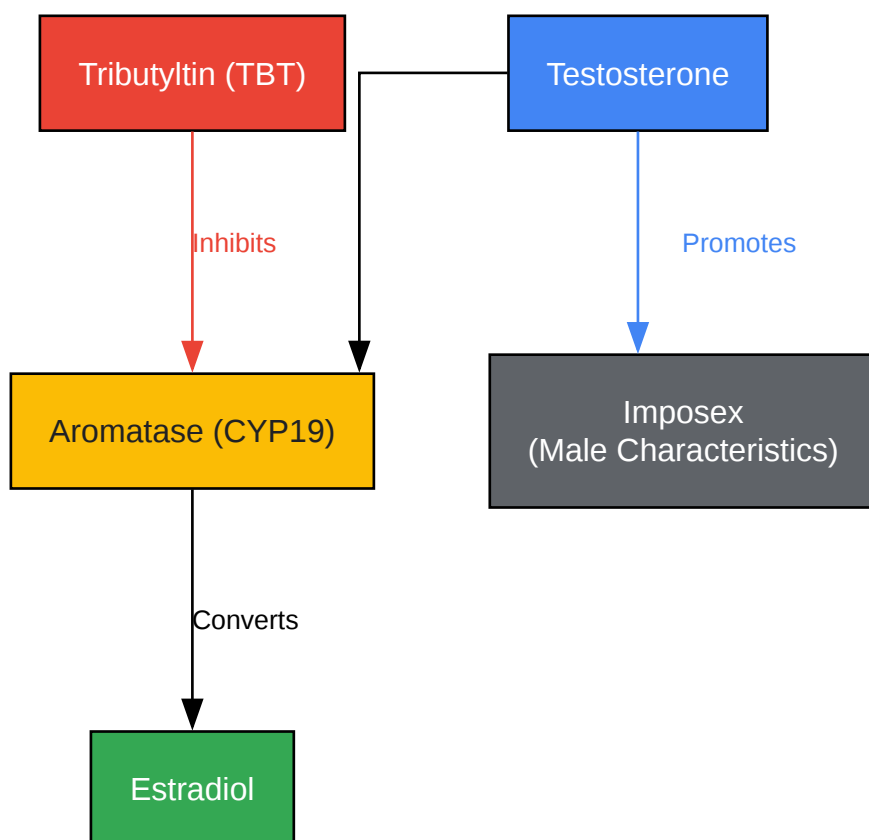 Tributyltin (TBT)
Testosterone
Inhibits
Promotes
Aromatase (CYP19)
Imposex
(Male Characteristics)
Converts
Estradiol